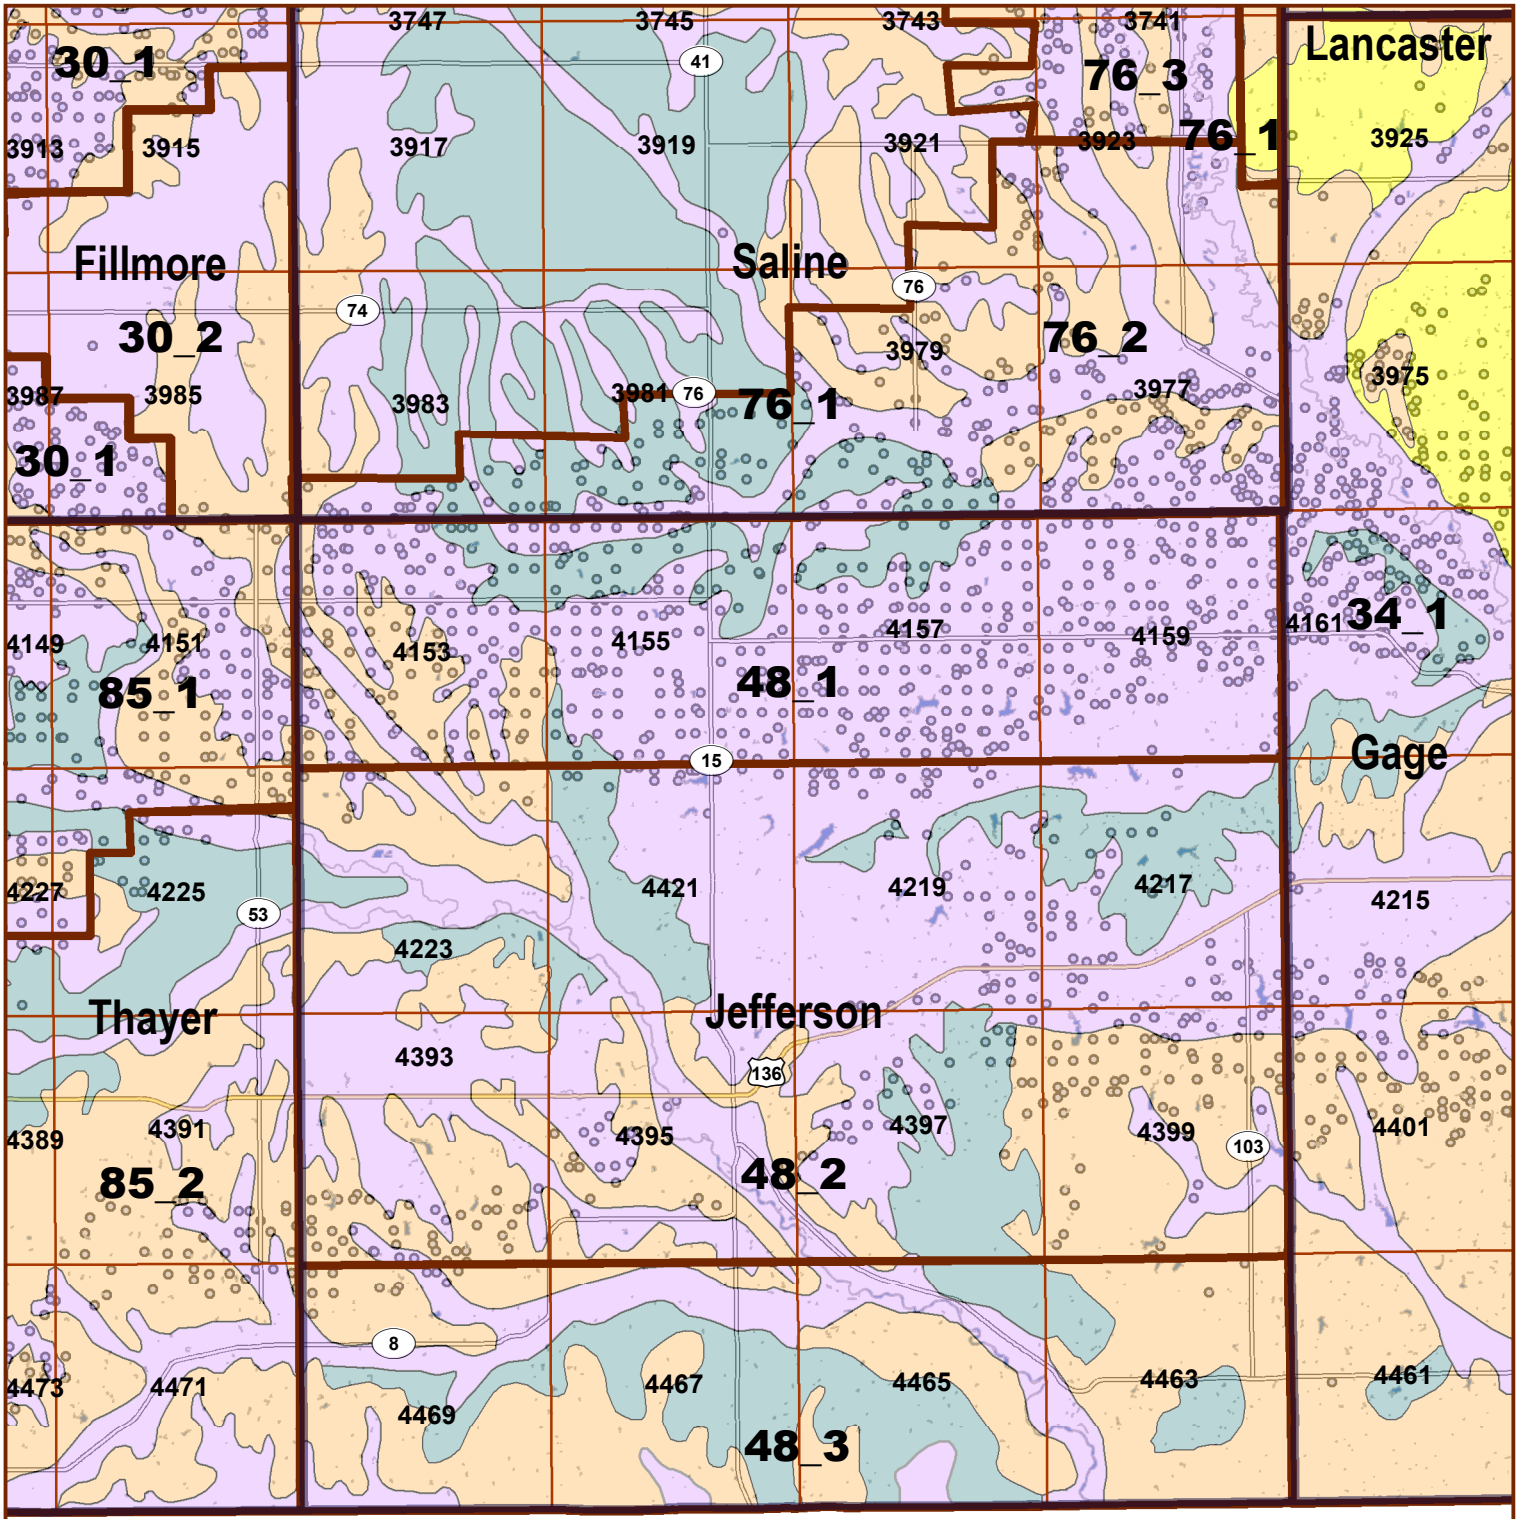 3747 3745 3743 3741
30_1 41 76_3 Lancaster
3913 3915 3917 3919 3921 3923 76_1 3925
Fillmore Saline
74 76
30_2 3979 76_2
3987 3985 3983 3981 76 76_1 3977 3975
30_1
4149 4151 4153 4155 4157 4159 4161 34_1
85_1 48_1
15 Gage
4227 4225 4421 4219 4217 4215
53 4223
Thayer Jefferson
4393 136
4389 4391 4395 4397 4399 103 4401
85_2 48_2
8
4473 4471 4469 4467 4465 4463 4461
48_3